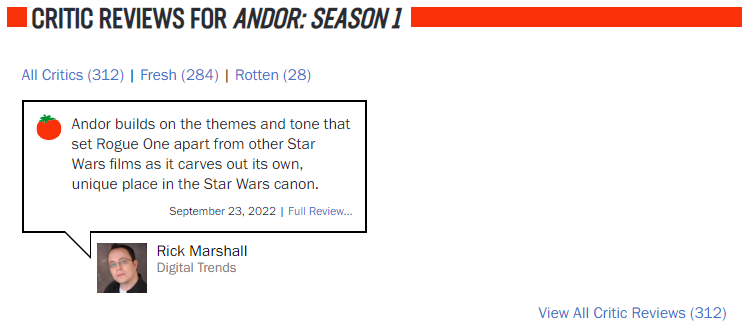 CRITIC REVIEWS FOR ANDOR: SEASON 1
All Critics (312) | Fresh (284) | Rotten (28)
Andor builds on the themes and tone that
set Rogue One apart from other Star
Wars films as it carves out its own,
unique place in the Star Wars canon.
September 23, 2022 | Full Review...
Rick Marshall
Digital Trends
View All Critic Reviews (312)